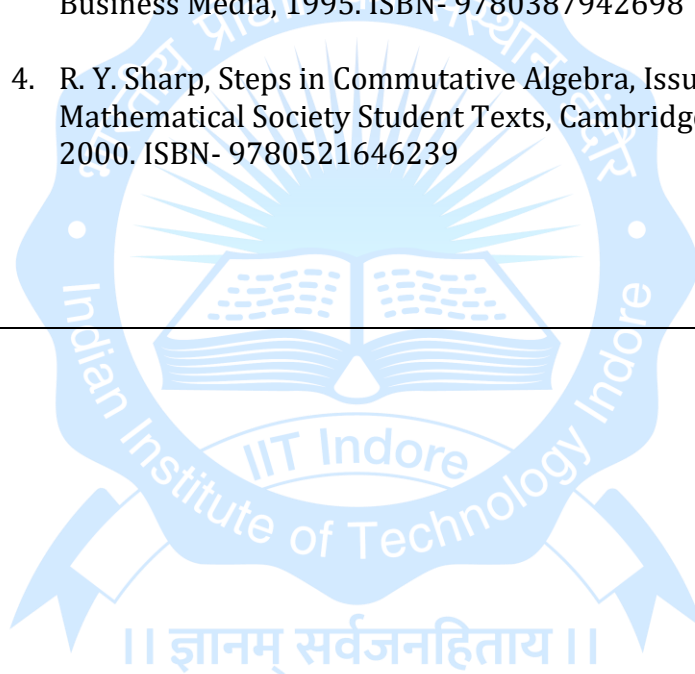 Business Media, 1995. ISBN- 9780387942698
4. R. Y. Sharp, Steps in Commutative Algebra, Issu
Mathematical Society Student Texts, Cambridge
2000. ISBN- 9780521646239
Indian Institute of Technology Indore
IIT Indore
।। ज्ञानम् सर्वजनहिताय ।।